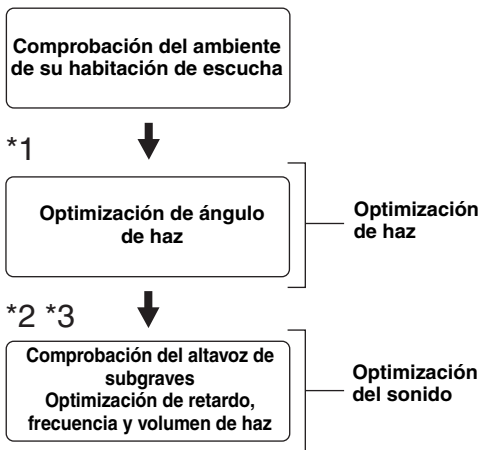 Comprobación del ambiente
de su habitación de escucha
*1
Optimización de ángulo
de haz
Optimización
de haz
*2 *3
Comprobación del altavoz de
subgraves
Optimización de retardo,
frecuencia y volumen de haz
Optimización
del sonido